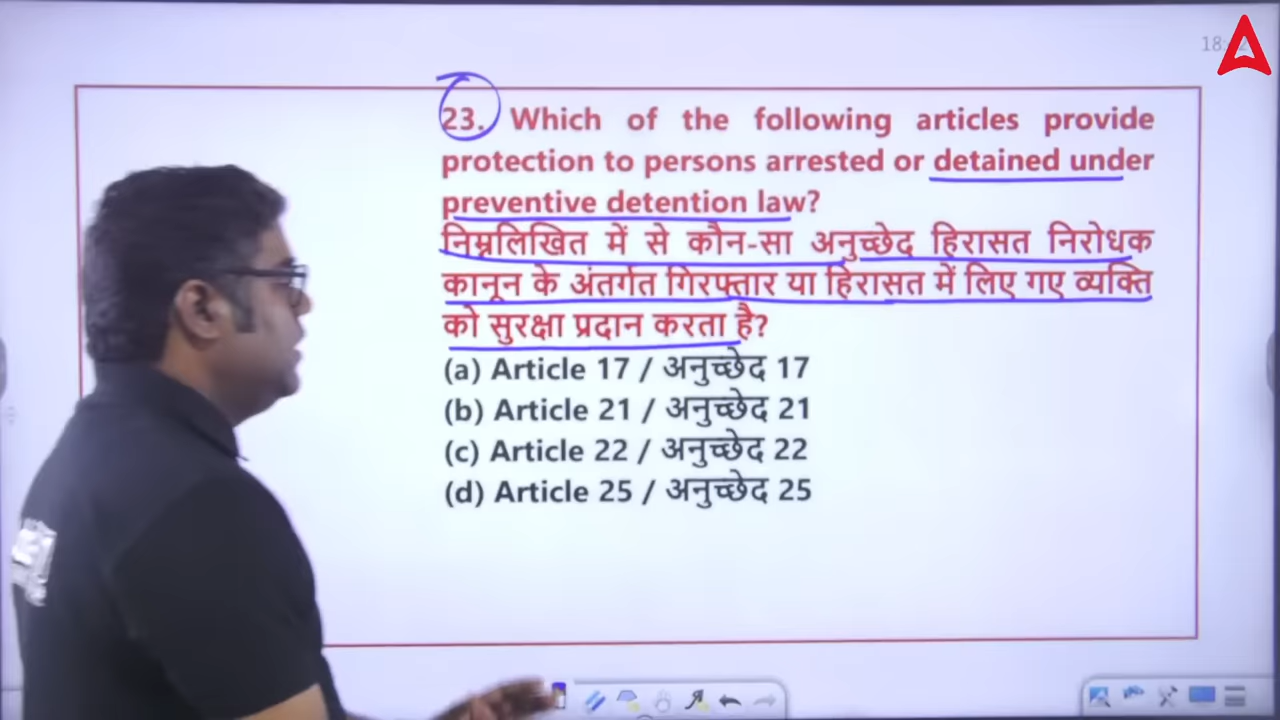 23. Which of the following articles provide
protection to persons arrested or detained under
preventive detention law?
निम्नलिखित में से कौन-सा अनुच्छेद हिरासत निरोधक
कानून के अंतर्गत गिरफ्तार या हिरासत में लिए गए व्यक्ति
को सुरक्षा प्रदान करता है?
(a) Article 17 / अनुच्छेद 17
(b) Article 21 / अनुच्छेद 21
(c) Article 22 / अनुच्छेद 22
(d) Article 25 / अनुच्छेद 25